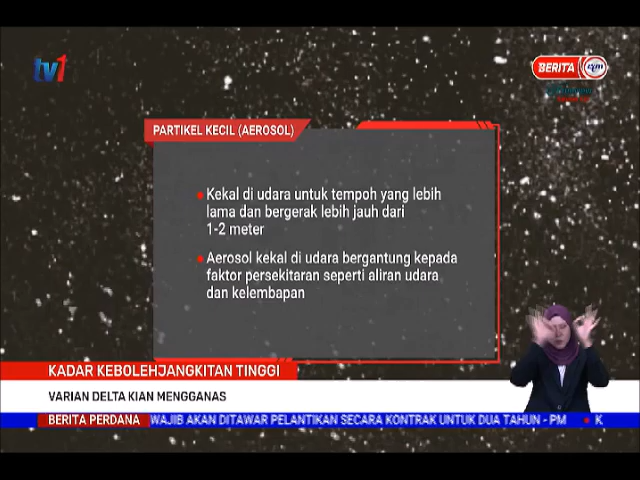 tv1
BERITA rtm
PARTIKEL KECIL (AEROSOL)
Kekal di udara untuk tempoh yang lebih
lama dan bergerak lebih jauh dari
1-2 meter
Aerosol kekal di udara bergantung kepada
faktor persekitaran seperti aliran udara
dan kelembapan
KADAR KEBOLEHJANGKITAN TINGGI
VARIAN DELTA KIAN MENGGANAS
BERITA PERDANA WAJIB AKAN DITAWAR PELANTIKAN SECARA KONTRAK UNTUK DUA TAHUN - PM • K